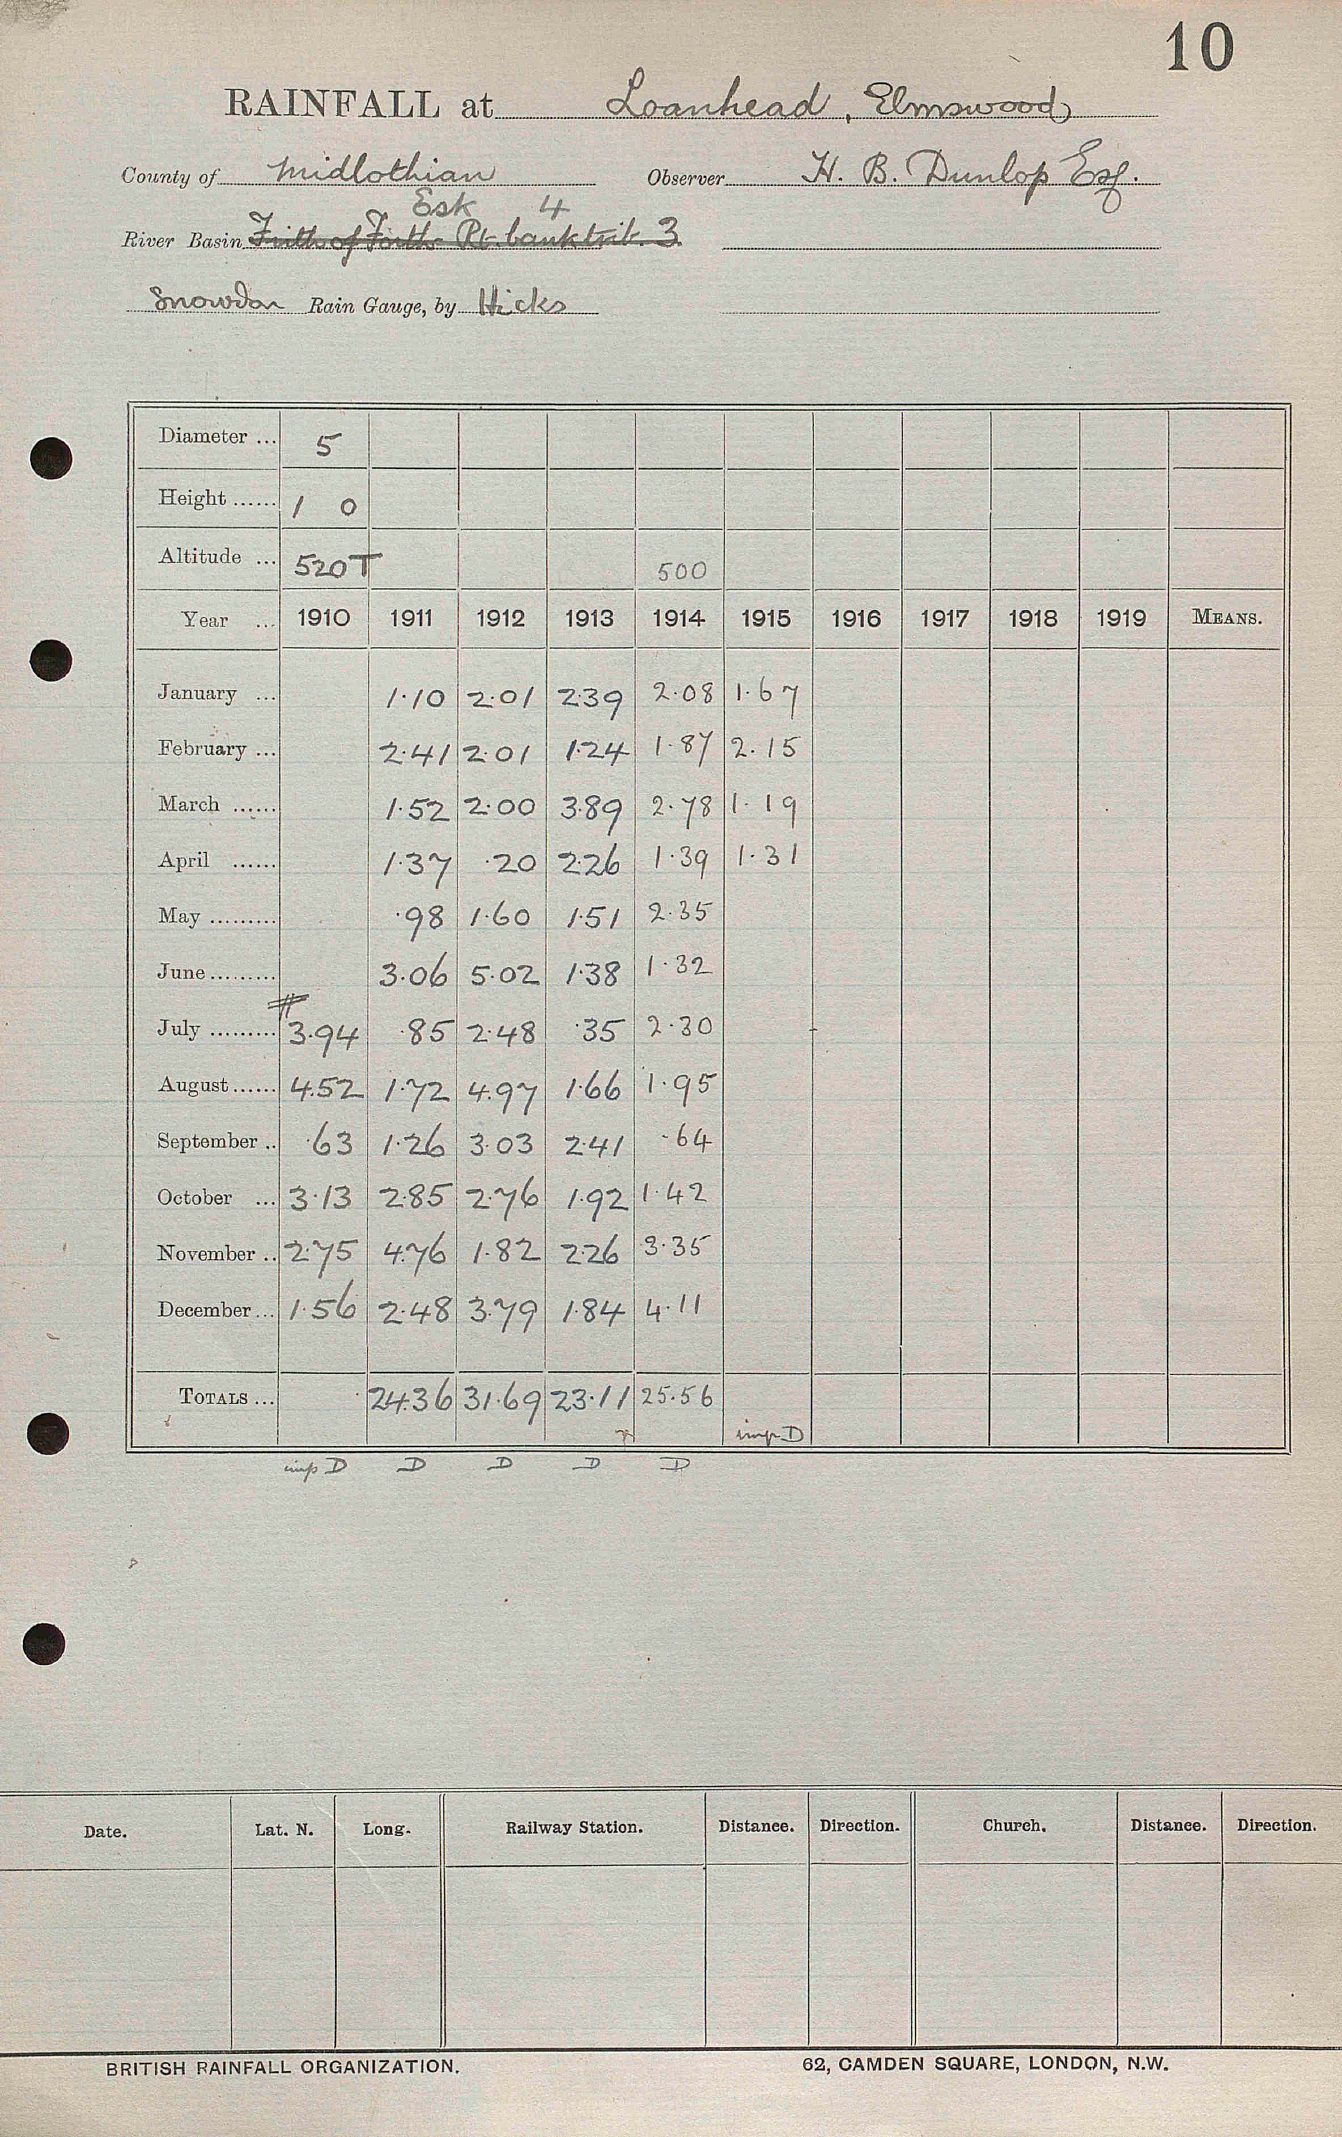 10
RAINFALL at Loanhead, Elmswood
County of Midlothian Observer H. B. Dunlop Esq.
Esk 4
River Basin Frith of Forth Rt. bank trib. 3
Snowdon Rain Gauge, by Hicks
Diameter ... 5
Height ...... 1 0
Altitude ... 520T 500
Year ... 1910 1911 1912 1913 1914 1915 1916 1917 1918 1919 MEANS.
January ... 1.10 2.01 2.39 2.08 1.67
February ... 2.41 2.01 1.24 1.87 2.15
March ...... 1.52 2.00 3.89 2.78 1.19
April ...... 1.37 .20 2.26 1.39 1.31
May ......... .98 1.60 1.51 2.35
June ......... 3.06 5.02 1.38 1.32
July ......... 3.94 .85 2.48 .35 2.30
August ...... 4.52 1.72 4.97 1.66 1.95
September .. .63 1.26 3.03 2.41 .64
October ... 3.13 2.85 2.76 1.92 1.42
November .. 2.75 4.76 1.82 2.26 3.35
December ... 1.56 2.48 3.79 1.84 4.11
TOTALS ... 24.36 31.69 23.11 25.56
imp D
imp D D D D D
Date. Lat. N. Long. Railway Station. Distance. Direction. Church. Distance. Direction.
BRITISH RAINFALL ORGANIZATION. 62, CAMDEN SQUARE, LONDON, N.W.